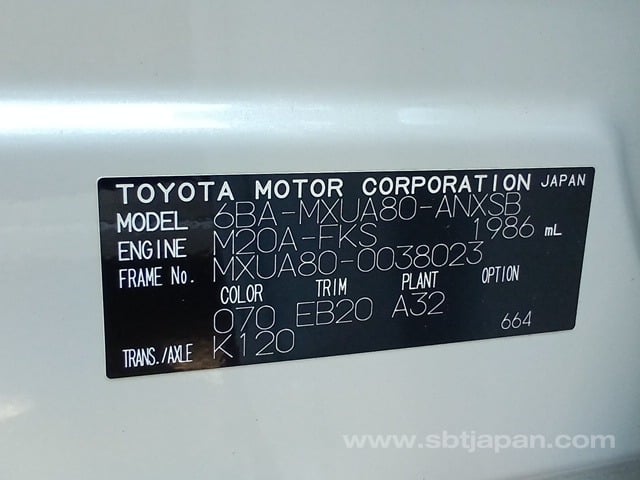 TOYOTA MOTOR CORPORATION JAPAN
MODEL 6BA-MXUA80-ANXSB
ENGINE M20A-FKS 1986 mL
FRAME No. MXUA80-0038023
COLOR TRIM PLANT OPTION
070 EB20 A32 664
TRANS./AXLE K120
www.sbtjapan.com